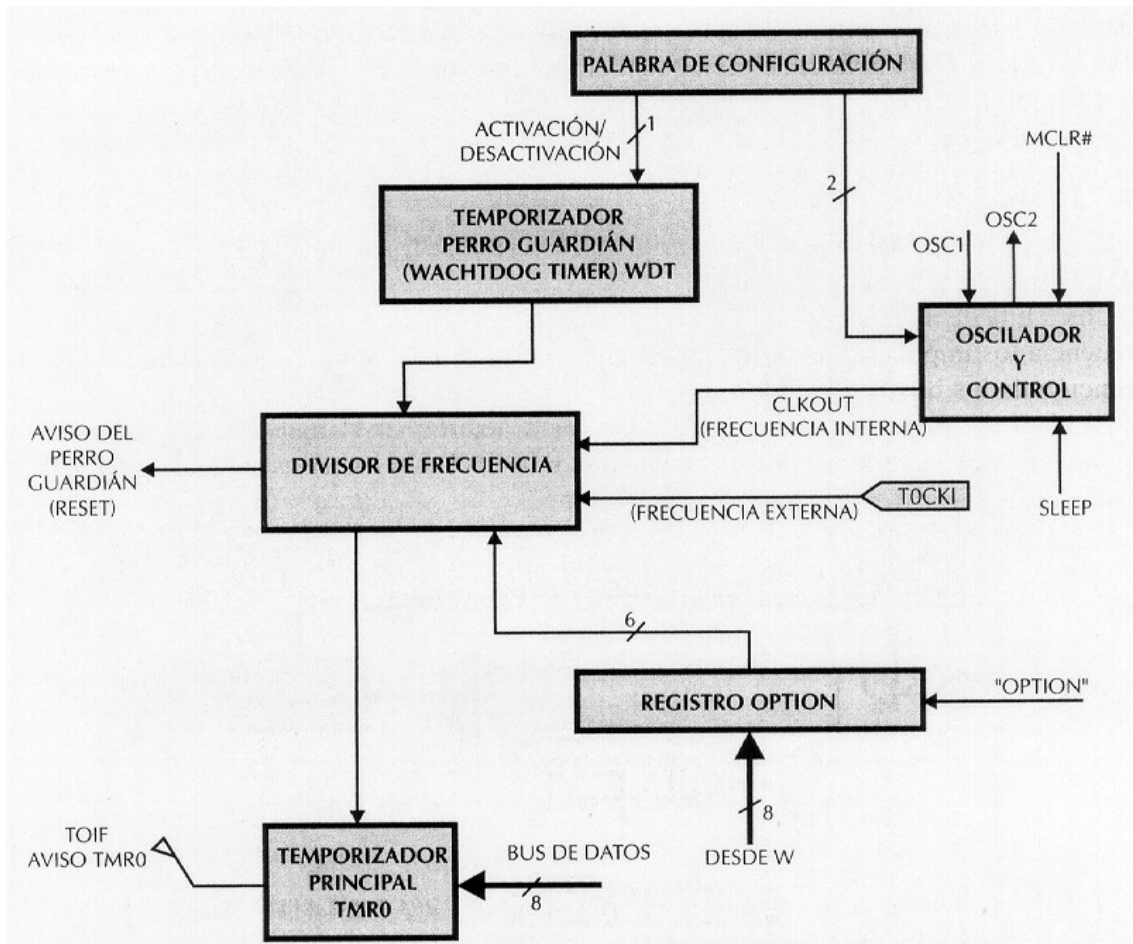 PALABRA DE CONFIGURACIÓN
ACTIVACIÓN/
DESACTIVACIÓN
1
2
MCLR#
OSC2
OSC1
TEMPORIZADOR
PERRO GUARDIÁN
(WACHTDOG TIMER) WDT
OSCILADOR
Y
CONTROL
CLKOUT
(FRECUENCIA INTERNA)
AVISO DEL
PERRO
GUARDIÁN
(RESET)
DIVISOR DE FRECUENCIA
T0CKI
(FRECUENCIA EXTERNA)
SLEEP
6
REGISTRO OPTION
"OPTION"
8
DESDE W
TOIF
AVISO TMR0
TEMPORIZADOR
PRINCIPAL
TMR0
BUS DE DATOS
8